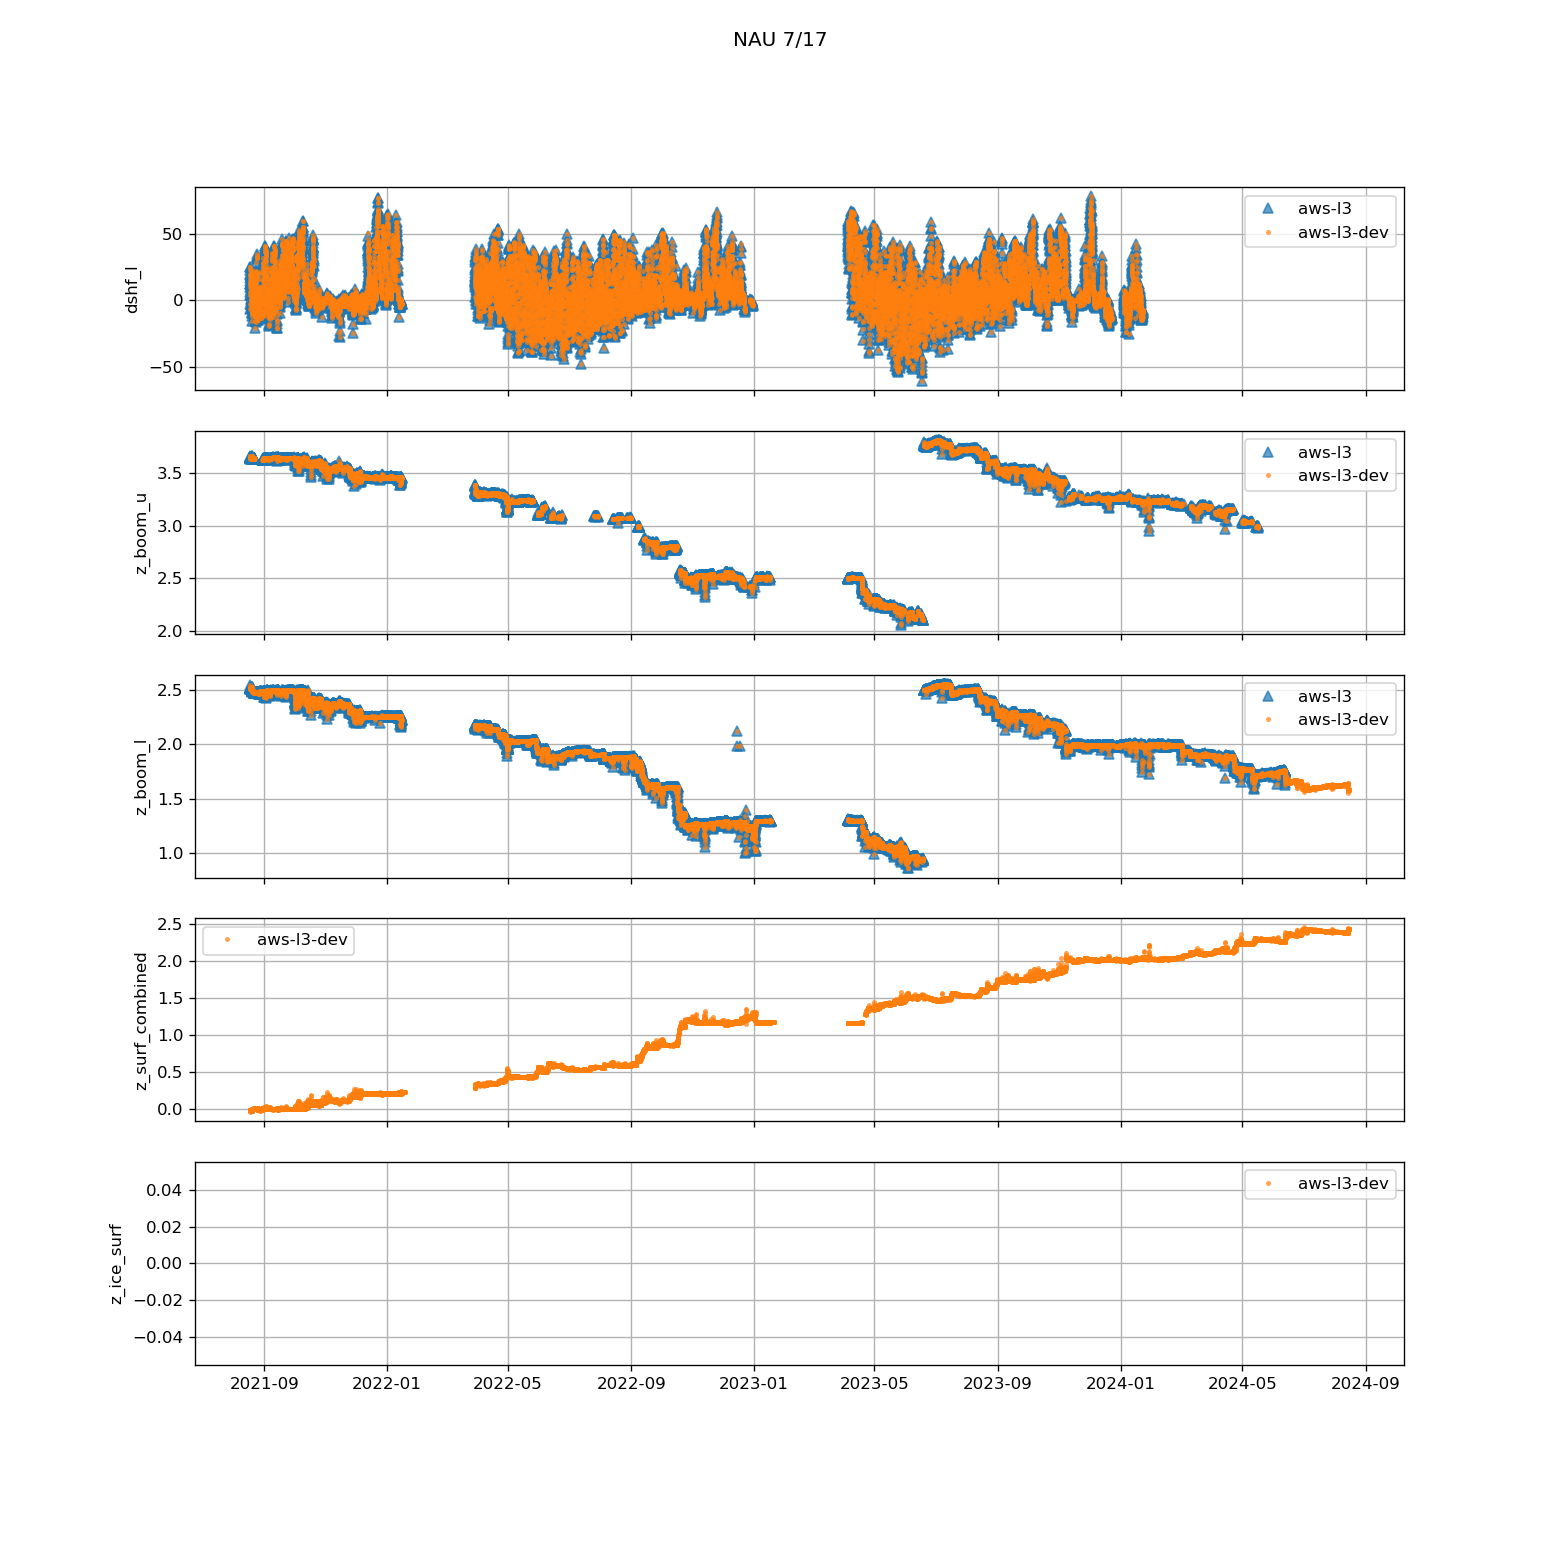 NAU 7/17
dshf_l
50
0
−50
aws-l3
aws-l3-dev
z_boom_u
3.5
3.0
2.5
2.0
aws-l3
aws-l3-dev
z_boom_l
2.5
2.0
1.5
1.0
aws-l3
aws-l3-dev
z_surf_combined
2.5
2.0
1.5
1.0
0.5
0.0
aws-l3-dev
z_ice_surf
0.04
0.02
0.00
−0.02
−0.04
aws-l3-dev
2021-09 2022-01 2022-05 2022-09 2023-01 2023-05 2023-09 2024-01 2024-05 2024-09